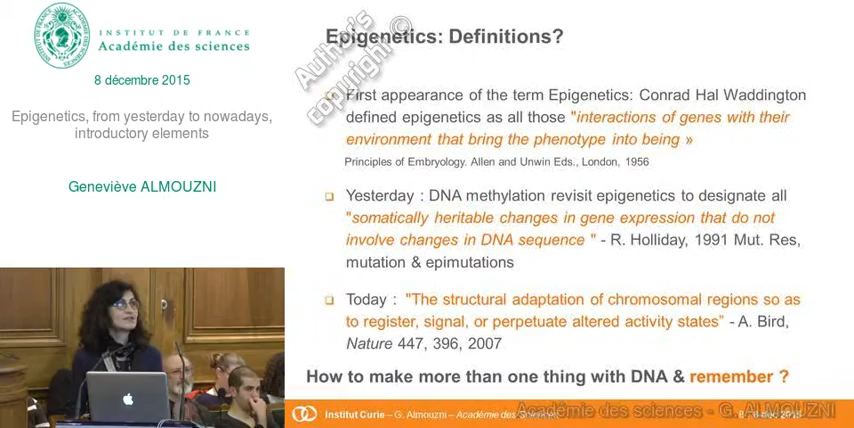 INSTITUT DE FRANCE
Académie des sciences
8 décembre 2015
Epigenetics, from yesterday to nowadays,
introductory elements
Geneviève ALMOUZNI
Epigenetics: Definitions?
Author's
copyright ©
First appearance of the term Epigenetics: Conrad Hal Waddington
defined epigenetics as all those "interactions of genes with their
environment that bring the phenotype into being »
Principles of Embryology. Allen and Unwin Eds., London, 1956
Yesterday : DNA methylation revisit epigenetics to designate all
"somatically heritable changes in gene expression that do not
involve changes in DNA sequence " - R. Holliday, 1991 Mut. Res,
mutation & epimutations
Today : "The structural adaptation of chromosomal regions so as
to register, signal, or perpetuate altered activity states” - A. Bird,
Nature 447, 396, 2007
How to make more than one thing with DNA & remember ?
Institut Curie – G. Almouzni – Académie des Sciences
Académie des sciences - G. ALMOUZNI
2015